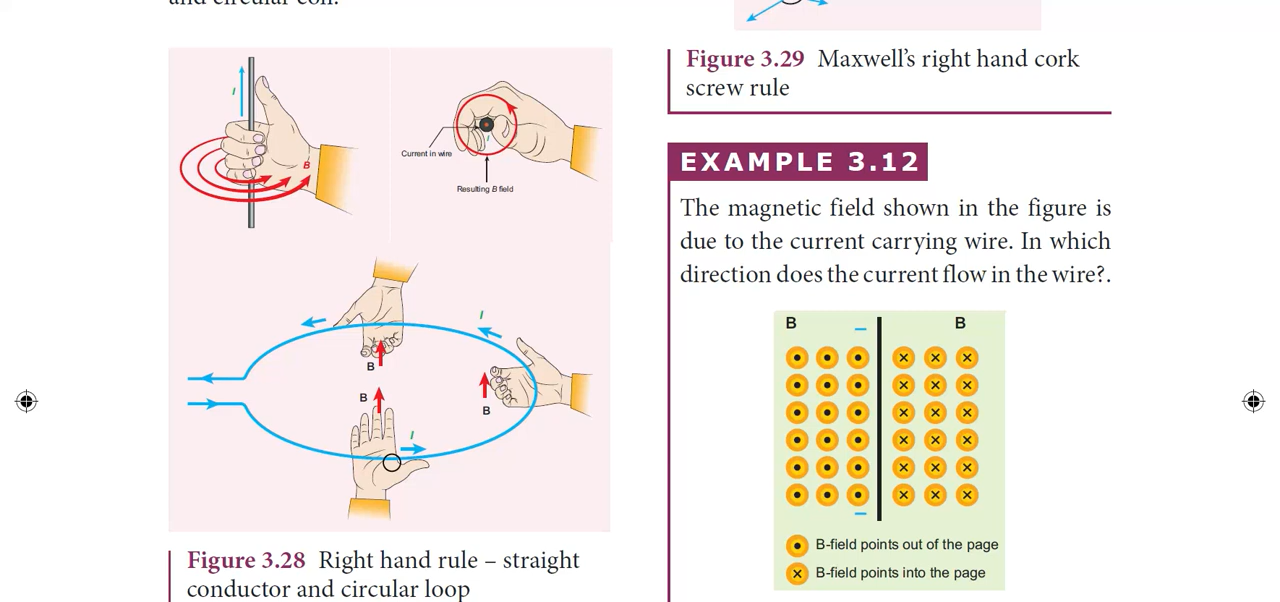 and circular coil.
I
B
Current in wire
I
Resulting B field
I
B
B
B
I
Figure 3.28 Right hand rule – straight
conductor and circular loop
Figure 3.29 Maxwell’s right hand cork
screw rule
EXAMPLE 3.12
The magnetic field shown in the figure is
due to the current carrying wire. In which
direction does the current flow in the wire?.
B B
B-field points out of the page
B-field points into the page